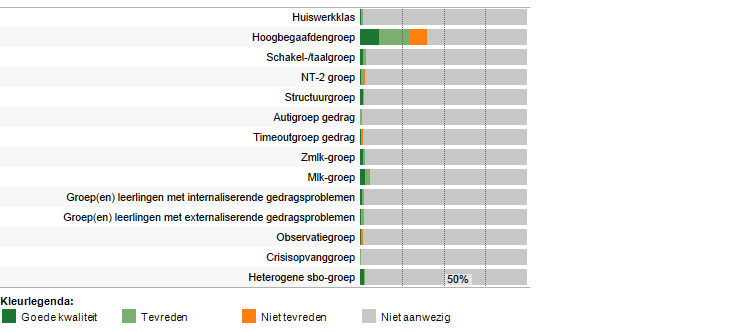 Huiswerkklas
Hoogbegaafdengroep
Schakel-/taalgroep
NT-2 groep
Structuurgroep
Autigroep gedrag
Timeoutgroep gedrag
Zmlk-groep
Mlk-groep
Groep(en) leerlingen met internaliserende gedragsproblemen
Groep(en) leerlingen met externaliserende gedragsproblemen
Observatiegroep
Crisisopvanggroep
Heterogene sbo-groep
50%
Kleurlegenda:
Goede kwaliteit Tevreden Niet tevreden Niet aanwezig